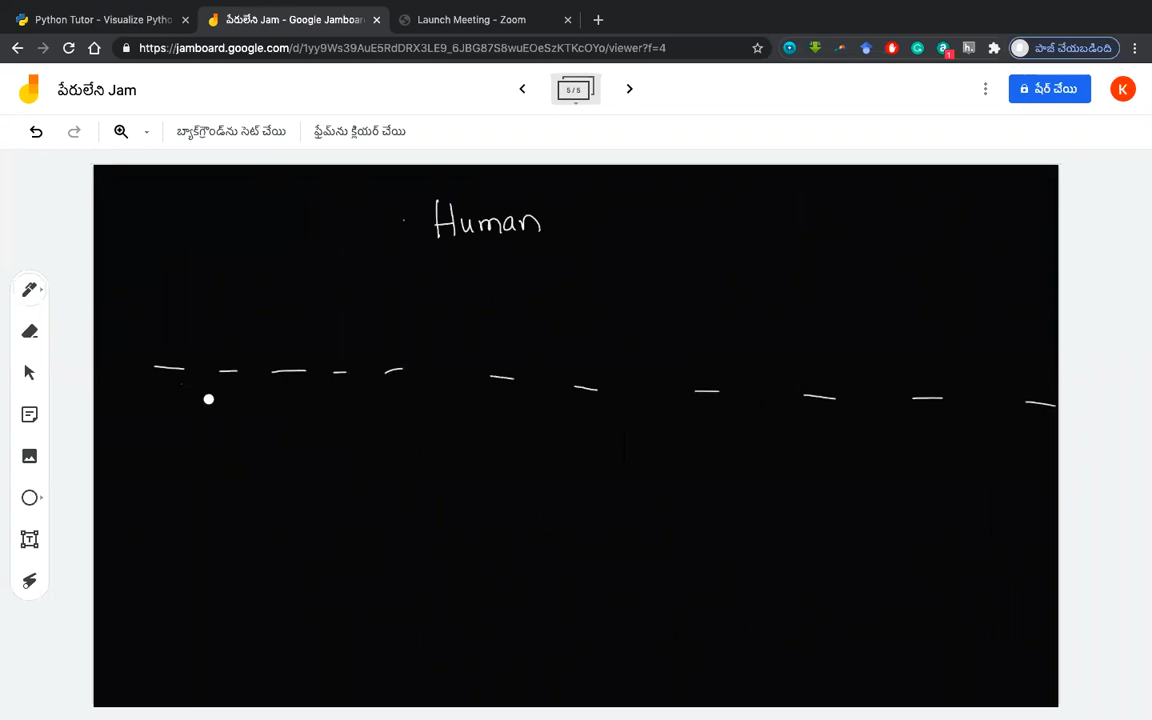 Python Tutor - Visualize Pytho
పేరులేని Jam - Google Jamboar
Launch Meeting - Zoom
https://jamboard.google.com/d/1yy9Ws39AuE5RdDRX3LE9_6JBG87S8wuEOeSzKTKcOYo/viewer?f=4
పాజ్ చేయబడింది
పేరులేని Jam
5/5
షేర్ చేయి
K
బ్యాక్‌గ్రౌండ్‌ను సెట్ చేయి
ఫ్రేమ్‌ను క్లియర్ చేయి
Human